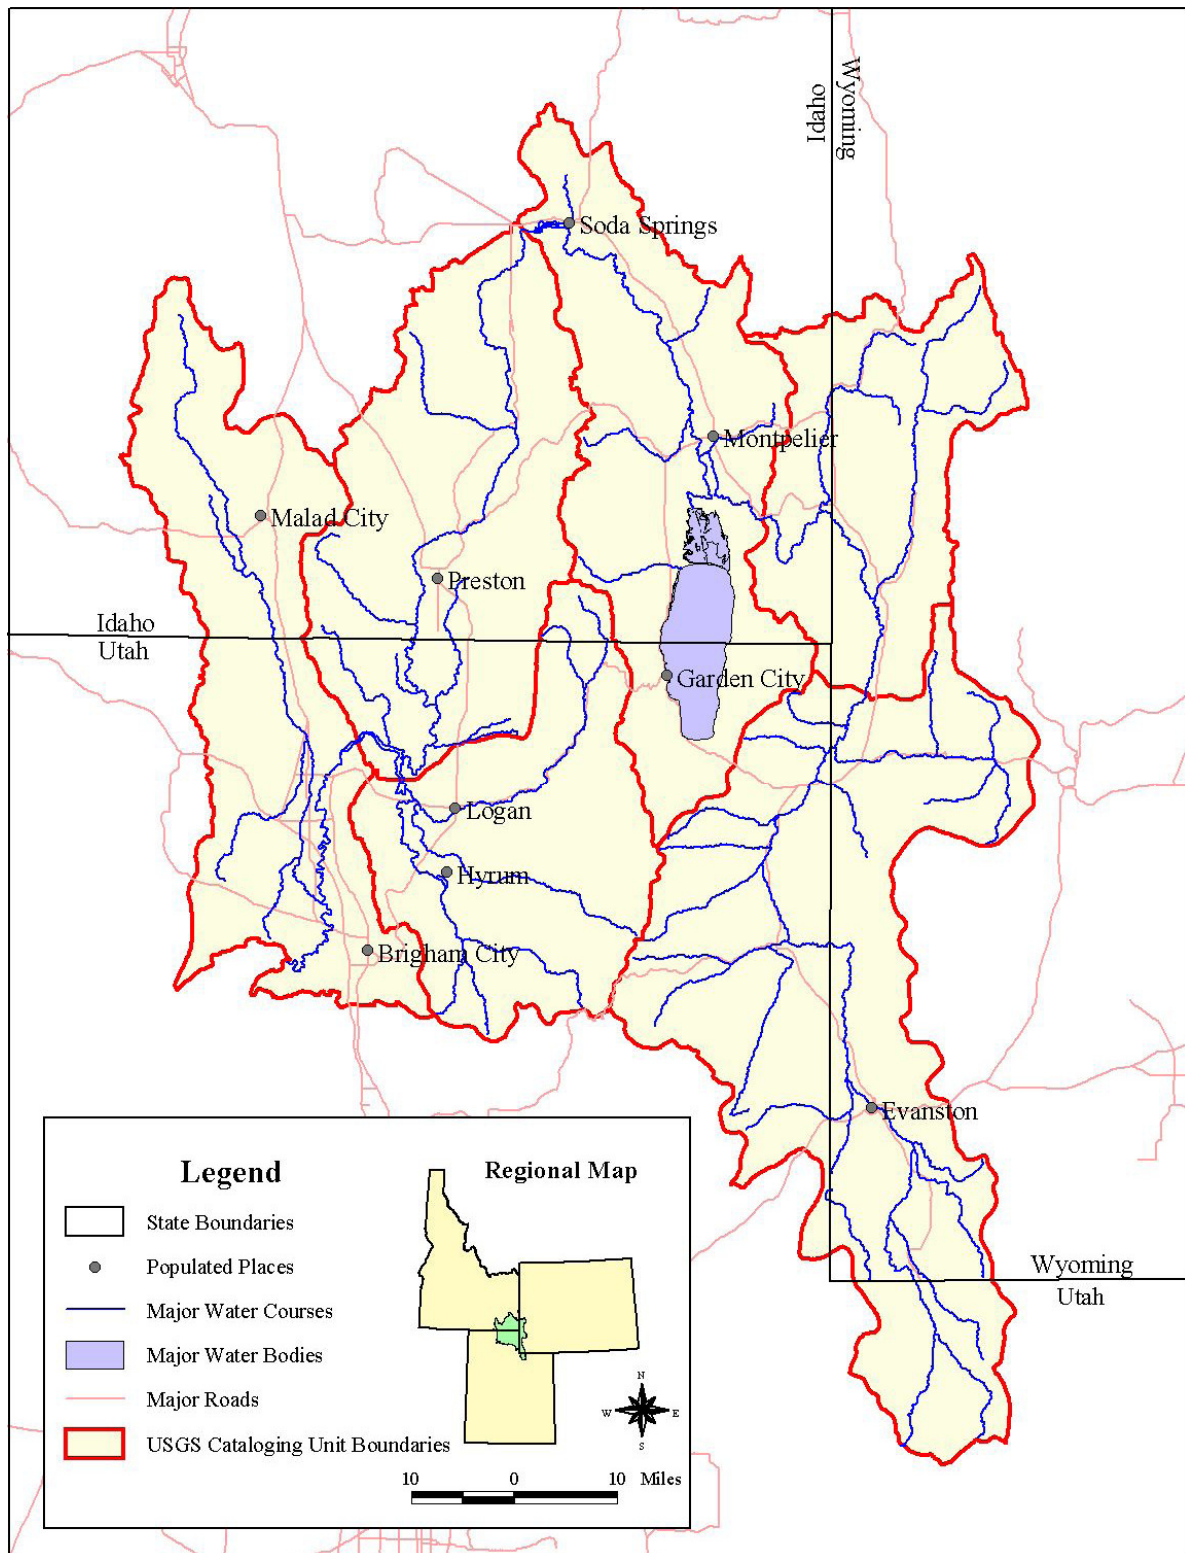 Idaho
Wyoming
Soda Springs
Montpelier
Malad City
Preston
Idaho
Utah
Garden City
Logan
Hyrum
Brigham City
Evanston
Wyoming
Utah
Legend
State Boundaries
Populated Places
Major Water Courses
Major Water Bodies
Major Roads
USGS Cataloging Unit Boundaries
Regional Map
N
W E
S
10 0 10 Miles